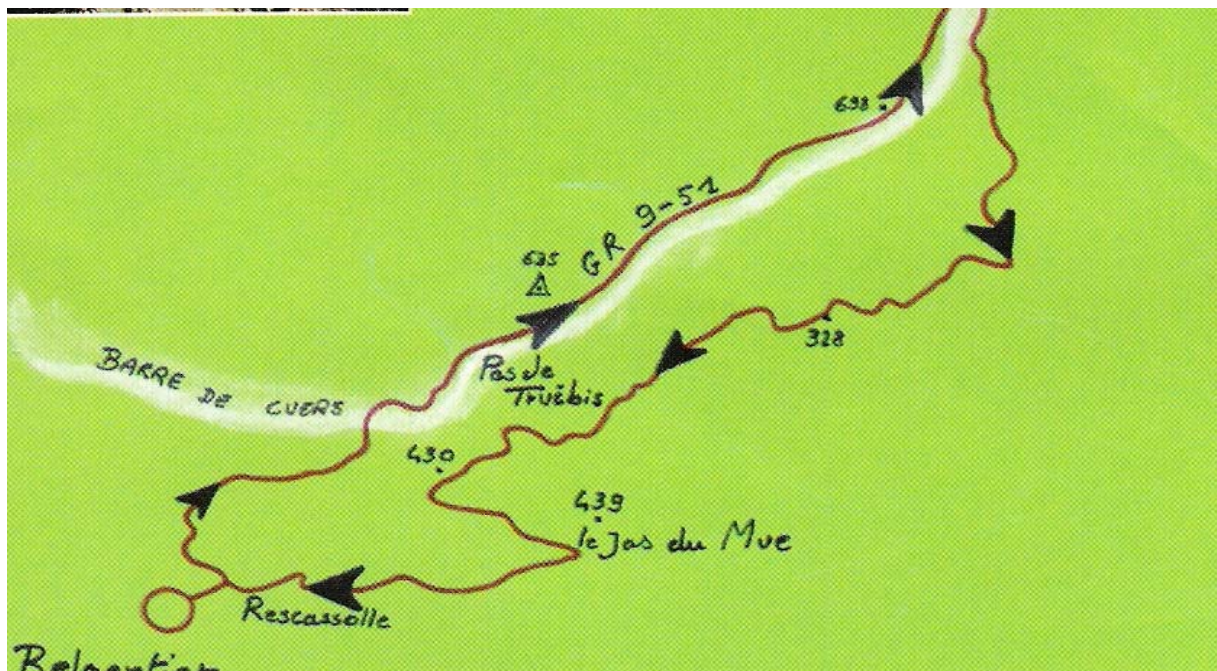 698
GR 9-51
635
328
Pas de
Truébis
BARRE DE CUERS
430
439
le Jas du Mue
Rescassolle